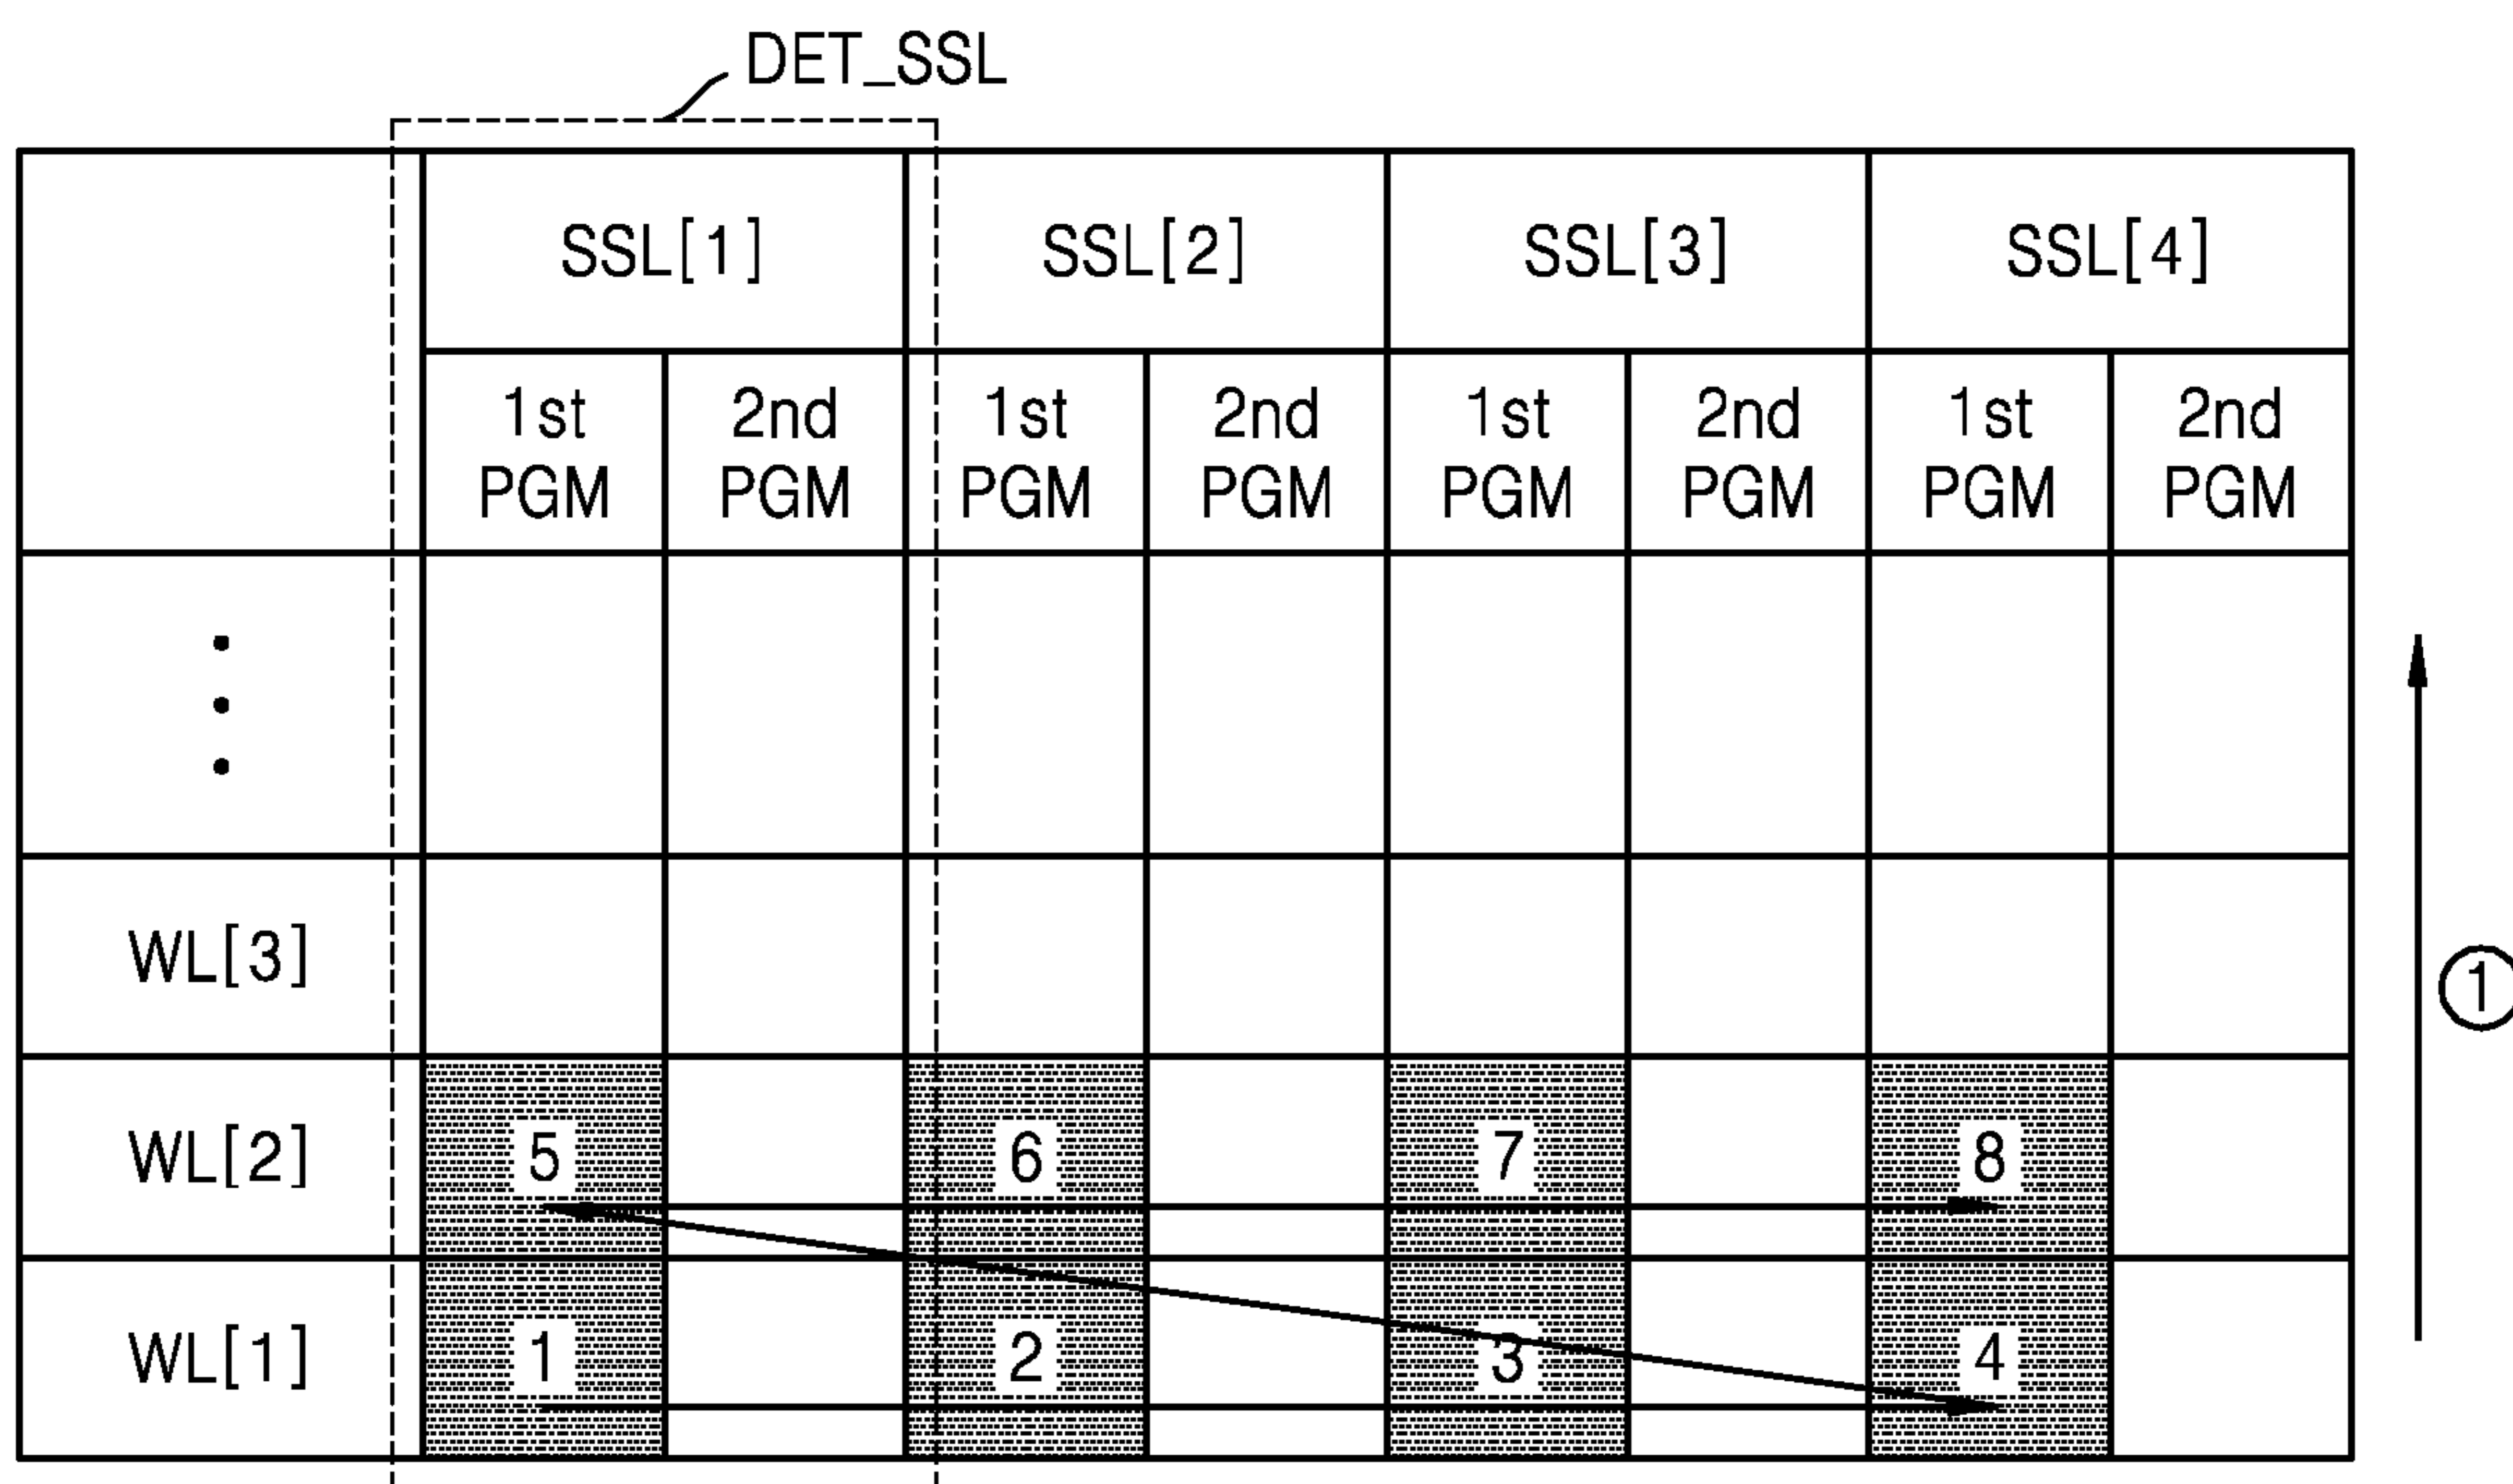 DET_SSL
SSL[1] SSL[2] SSL[3] SSL[4]
1st 2nd 1st 2nd 1st 2nd 1st 2nd
PGM PGM PGM PGM PGM PGM PGM PGM
WL[3]
①
WL[2] 5 6 7 8
WL[1] 1 2 3 4